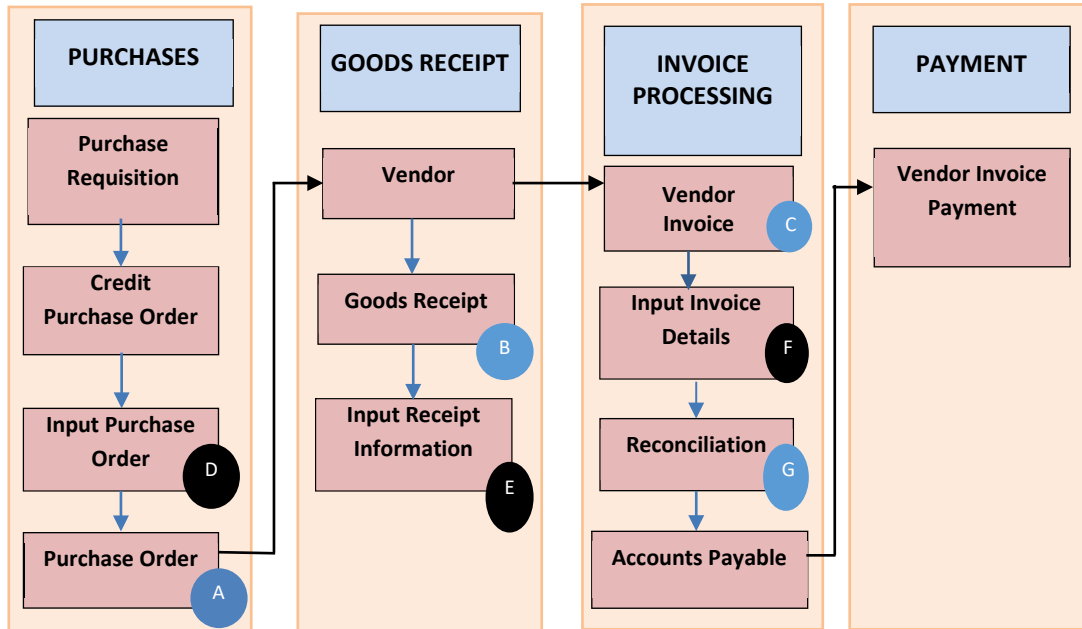 PURCHASES
Purchase
Requisition
Credit
Purchase Order
Input Purchase
Order
D
Purchase Order
A
GOODS RECEIPT
Vendor
Goods Receipt
B
Input Receipt
Information
E
INVOICE
PROCESSING
Vendor
Invoice
C
Input Invoice
Details
F
Reconciliation
G
Accounts Payable
PAYMENT
Vendor Invoice
Payment